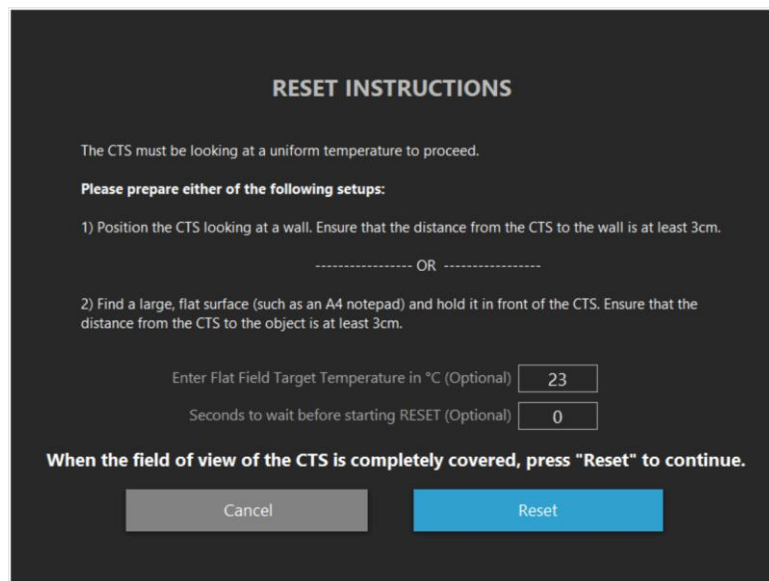 RESET INSTRUCTIONS
The CTS must be looking at a uniform temperature to proceed.
Please prepare either of the following setups:
1) Position the CTS looking at a wall. Ensure that the distance from the CTS to the wall is at least 3cm.
----------------- OR -----------------
2) Find a large, flat surface (such as an A4 notepad) and hold it in front of the CTS. Ensure that the
distance from the CTS to the object is at least 3cm.
Enter Flat Field Target Temperature in °C (Optional) 23
Seconds to wait before starting RESET (Optional) 0
When the field of view of the CTS is completely covered, press "Reset" to continue.
Cancel Reset